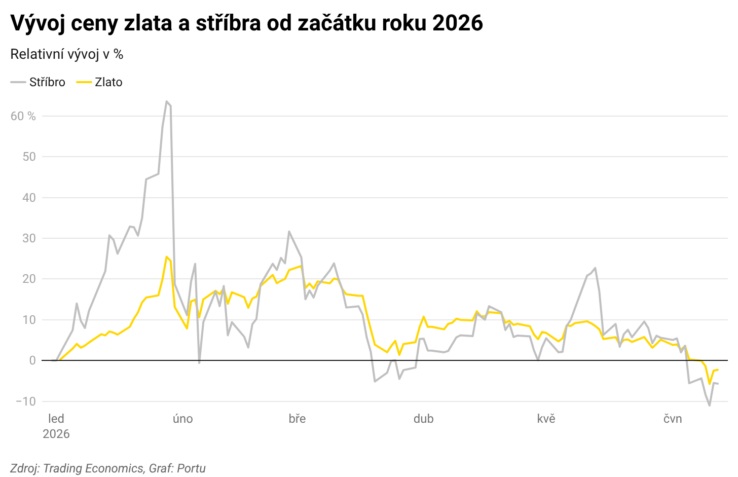 Vývoj ceny zlata a stříbra od začátku roku 2026
Relativní vývoj v %
Stříbro Zlato
60 %
50
40
30
20
10
0
−10
led úno bře dub kvě čvn
2026
Zdroj: Trading Economics, Graf: Portu